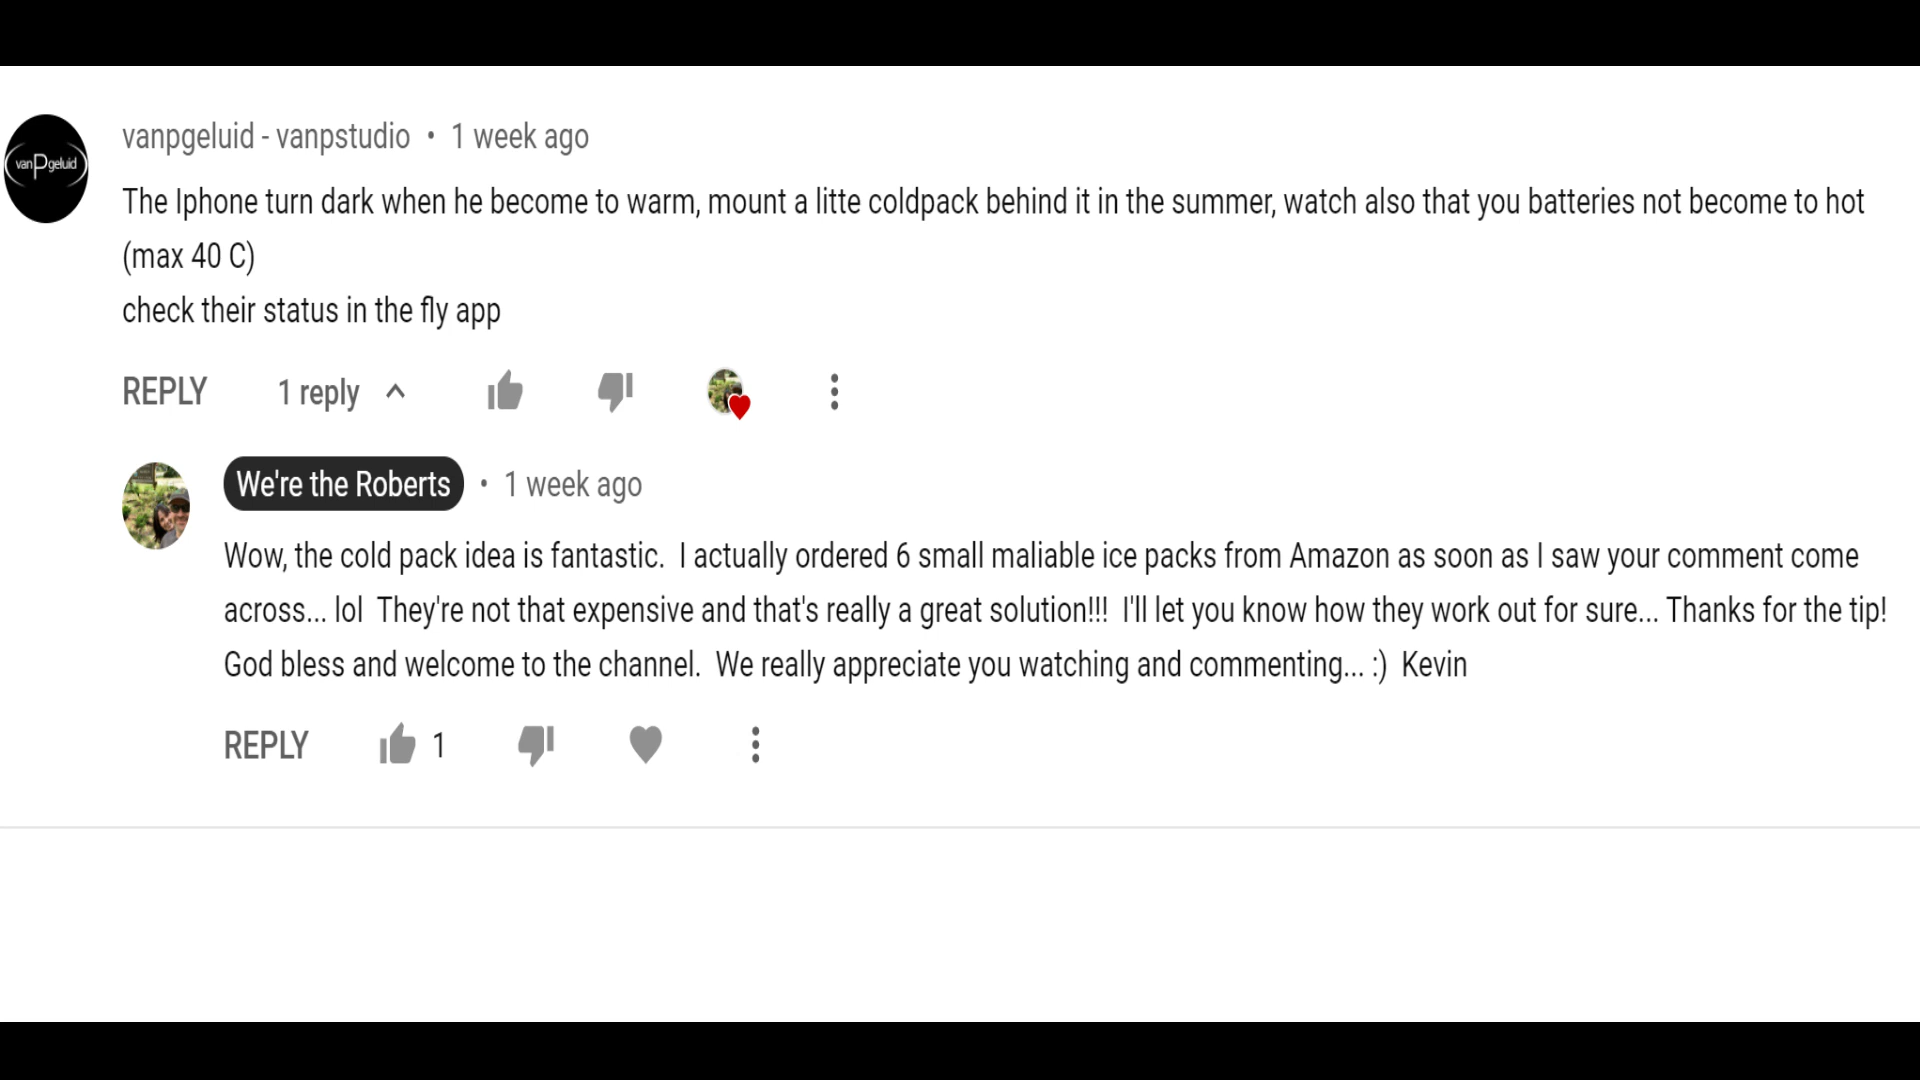 vanpgeluid - vanpstudio • 1 week ago
van P geluid
The Iphone turn dark when he become to warm, mount a litte coldpack behind it in the summer, watch also that you batteries not become to hot
(max 40 C)
check their status in the fly app
REPLY 1 reply
We're the Roberts • 1 week ago
Wow, the cold pack idea is fantastic.  I actually ordered 6 small maliable ice packs from Amazon as soon as I saw your comment come
across... lol  They're not that expensive and that's really a great solution!!!  I'll let you know how they work out for sure... Thanks for the tip!
God bless and welcome to the channel.  We really appreciate you watching and commenting... :)  Kevin
REPLY 1